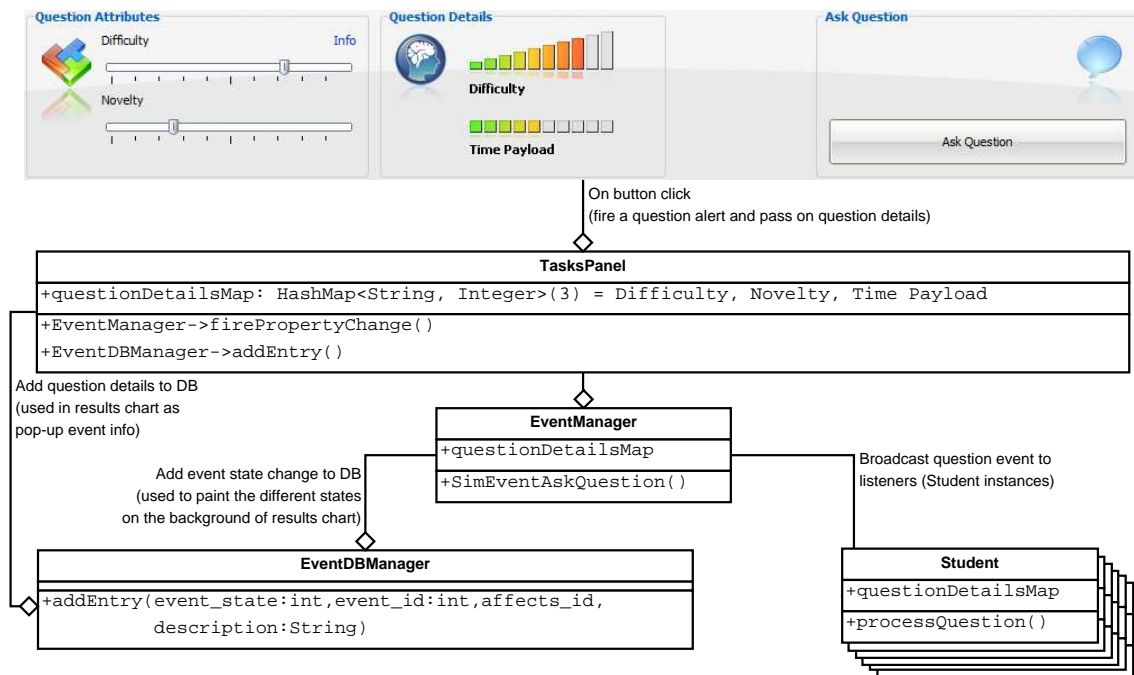 Question Attributes
Difficulty
Info
Novelty
Question Details
Difficulty
Time Payload
Ask Question
Ask Question
On button click
(fire a question alert and pass on question details)
TasksPanel
+questionDetailsMap: HashMap<String, Integer>(3) = Difficulty, Novelty, Time Payload
+EventManager->firePropertyChange()
+EventDBManager->addEntry()
Add question details to DB
(used in results chart as
pop-up event info)
EventManager
+questionDetailsMap
+SimEventAskQuestion()
Add event state change to DB
(used to paint the different states
on the background of results chart)
Broadcast question event to
listeners (Student instances)
EventDBManager
+addEntry(event_state:int,event_id:int,affects_id,
description:String)
Student
+questionDetailsMap
+processQuestion()